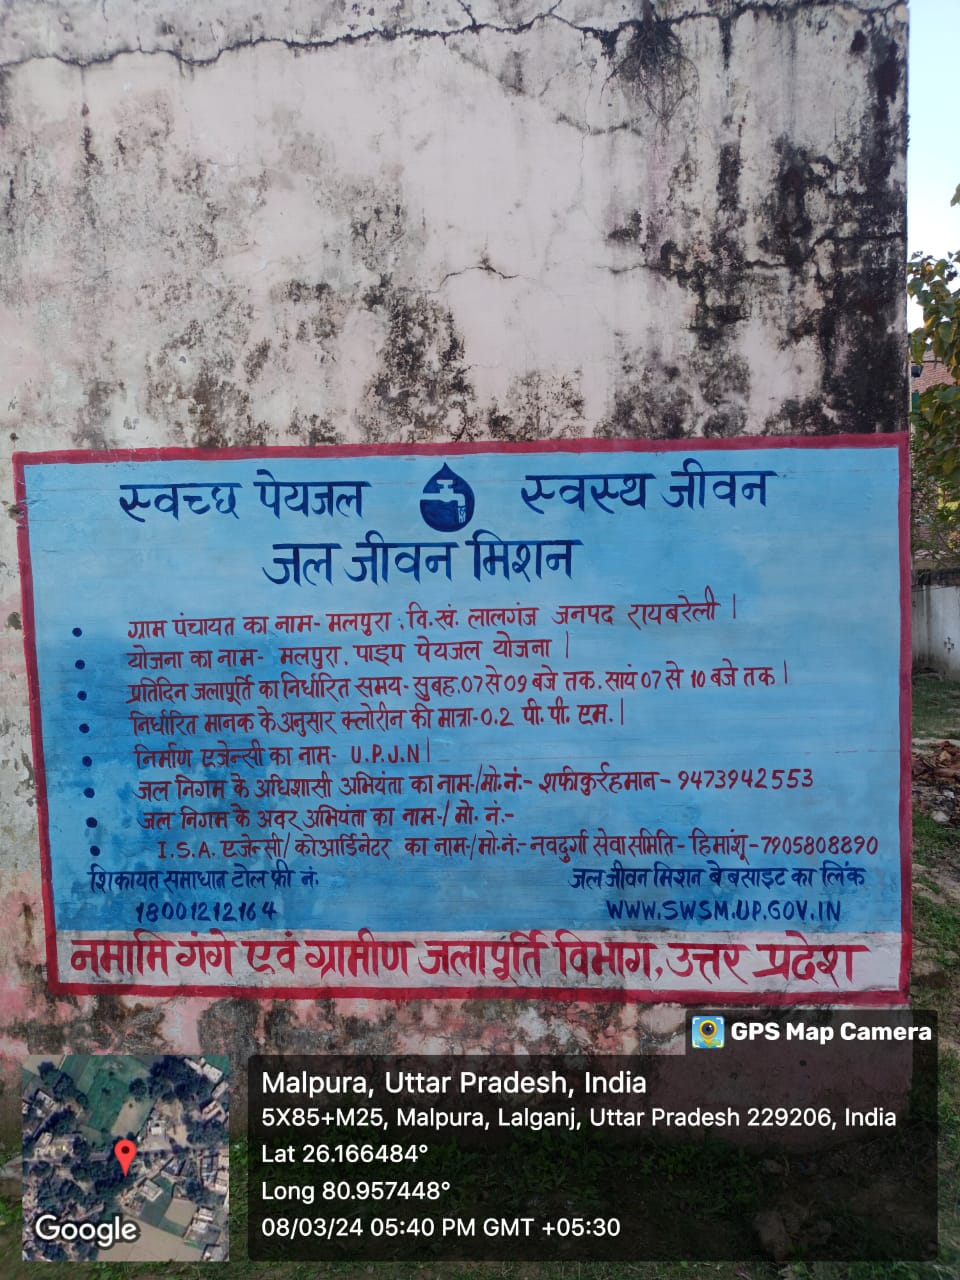 स्वच्छ पेयजल स्वस्थ जीवन
जल जीवन मिशन
• ग्राम पंचायत का नाम- मलपुरा, वि.खं. लालगंज जनपद रायबरेली |
• योजना का नाम- मलपुरा, पाइप पेयजल योजना |
• प्रतिदिन जलापूर्ति का निर्धारित समय- सुबह.07 से 09 बजे तक. सायं 07 से 10 बजे तक |
• निर्धारित मानक के अनुसार क्लोरीन की मात्रा-0.2 पी. पी. एम. |
• निर्माण एजेन्सी का नाम- U.P.J.N |
• जल निगम के अधिशासी अभियंता का नाम-/मो.नं.:- शफीकुर्रहमान- 9473942553
• जल निगम के अवर अभियंता का नाम-/ मो. नं.-
• I.S.A. एजेन्सी/ कोआर्डिनेटर का नाम-/मो.नं:- नवदुर्गा सेवा समिति- हिमांशू-7905808890
शिकायत समाधान टोल फ्री नं. जल जीवन मिशन बेबसाइट का लिंक
18001212164 WWW.SWSM.UP.GOV.IN
नमामि गंगे एवं ग्रामीण जलापूर्ति विभाग, उत्तर प्रदेश
GPS Map Camera
Malpura, Uttar Pradesh, India
5X85+M25, Malpura, Lalganj, Uttar Pradesh 229206, India
Lat 26.166484°
Long 80.957448°
08/03/24 05:40 PM GMT +05:30
Google